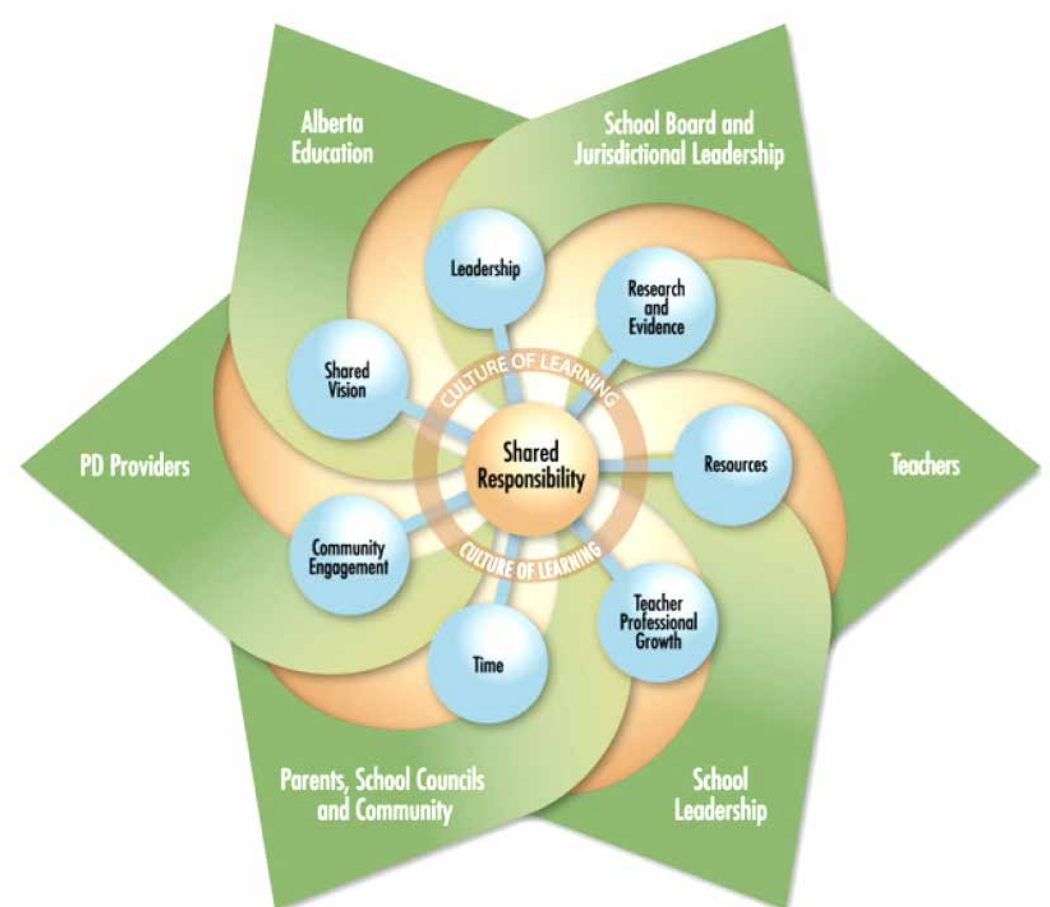 Alberta
Education
School Board and
Jurisdictional Leadership
Leadership
Research
and
Evidence
Shared
Vision
CULTURE OF LEARNING
Shared
Responsibility
Resources
PD Providers
Teachers
Community
Engagement
CULTURE OF LEARNING
Teacher
Professional
Growth
Time
Parents, School Councils
and Community
School
Leadership